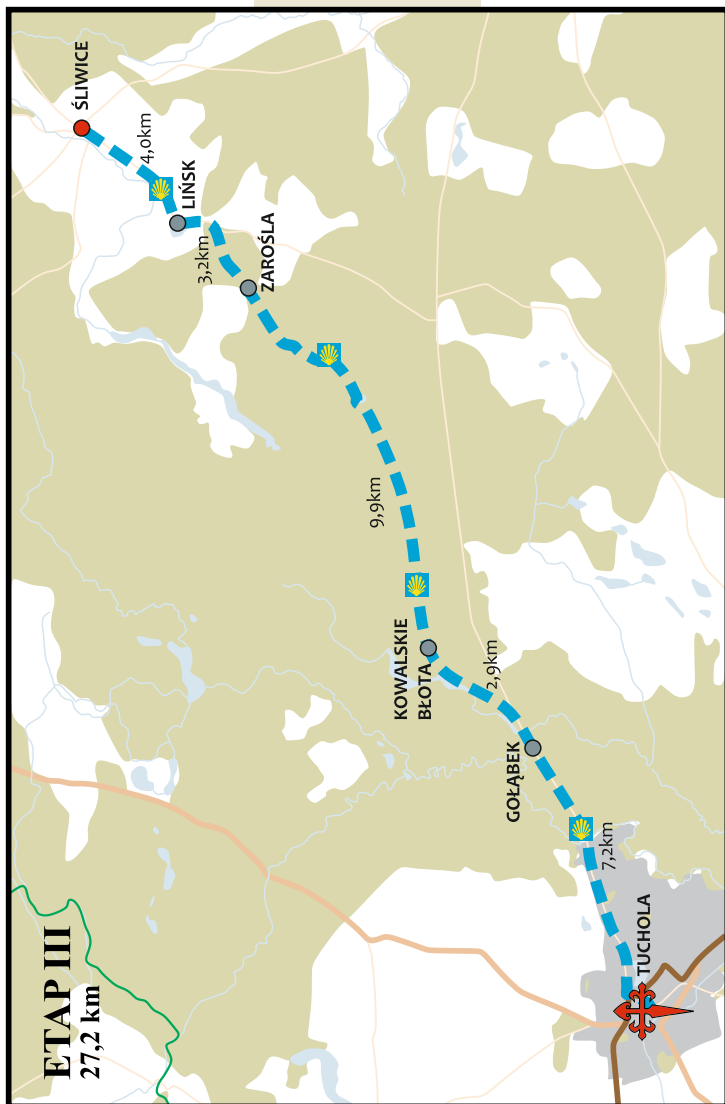 ETAP III
27,2 km
ŚLIWICE
4,0km
LIŃSK
3,2km
ZAROŚLA
9,9km
KOWALSKIE
BŁOTA
2,9km
GOŁĄBEK
7,2km
TUCHOLA